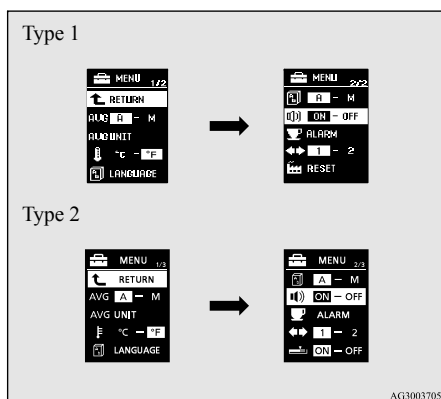 Type 1
MENU 1/2
RETURN
AVG A - M
AVG UNIT
°C - °F
LANGUAGE
MENU 2/2
A - M
ON - OFF
ALARM
1 - 2
RESET
Type 2
MENU 1/3
RETURN
AVG A - M
AVG UNIT
°C - °F
LANGUAGE
MENU 2/3
A - M
ON - OFF
ALARM
1 - 2
ON - OFF
AG3003705